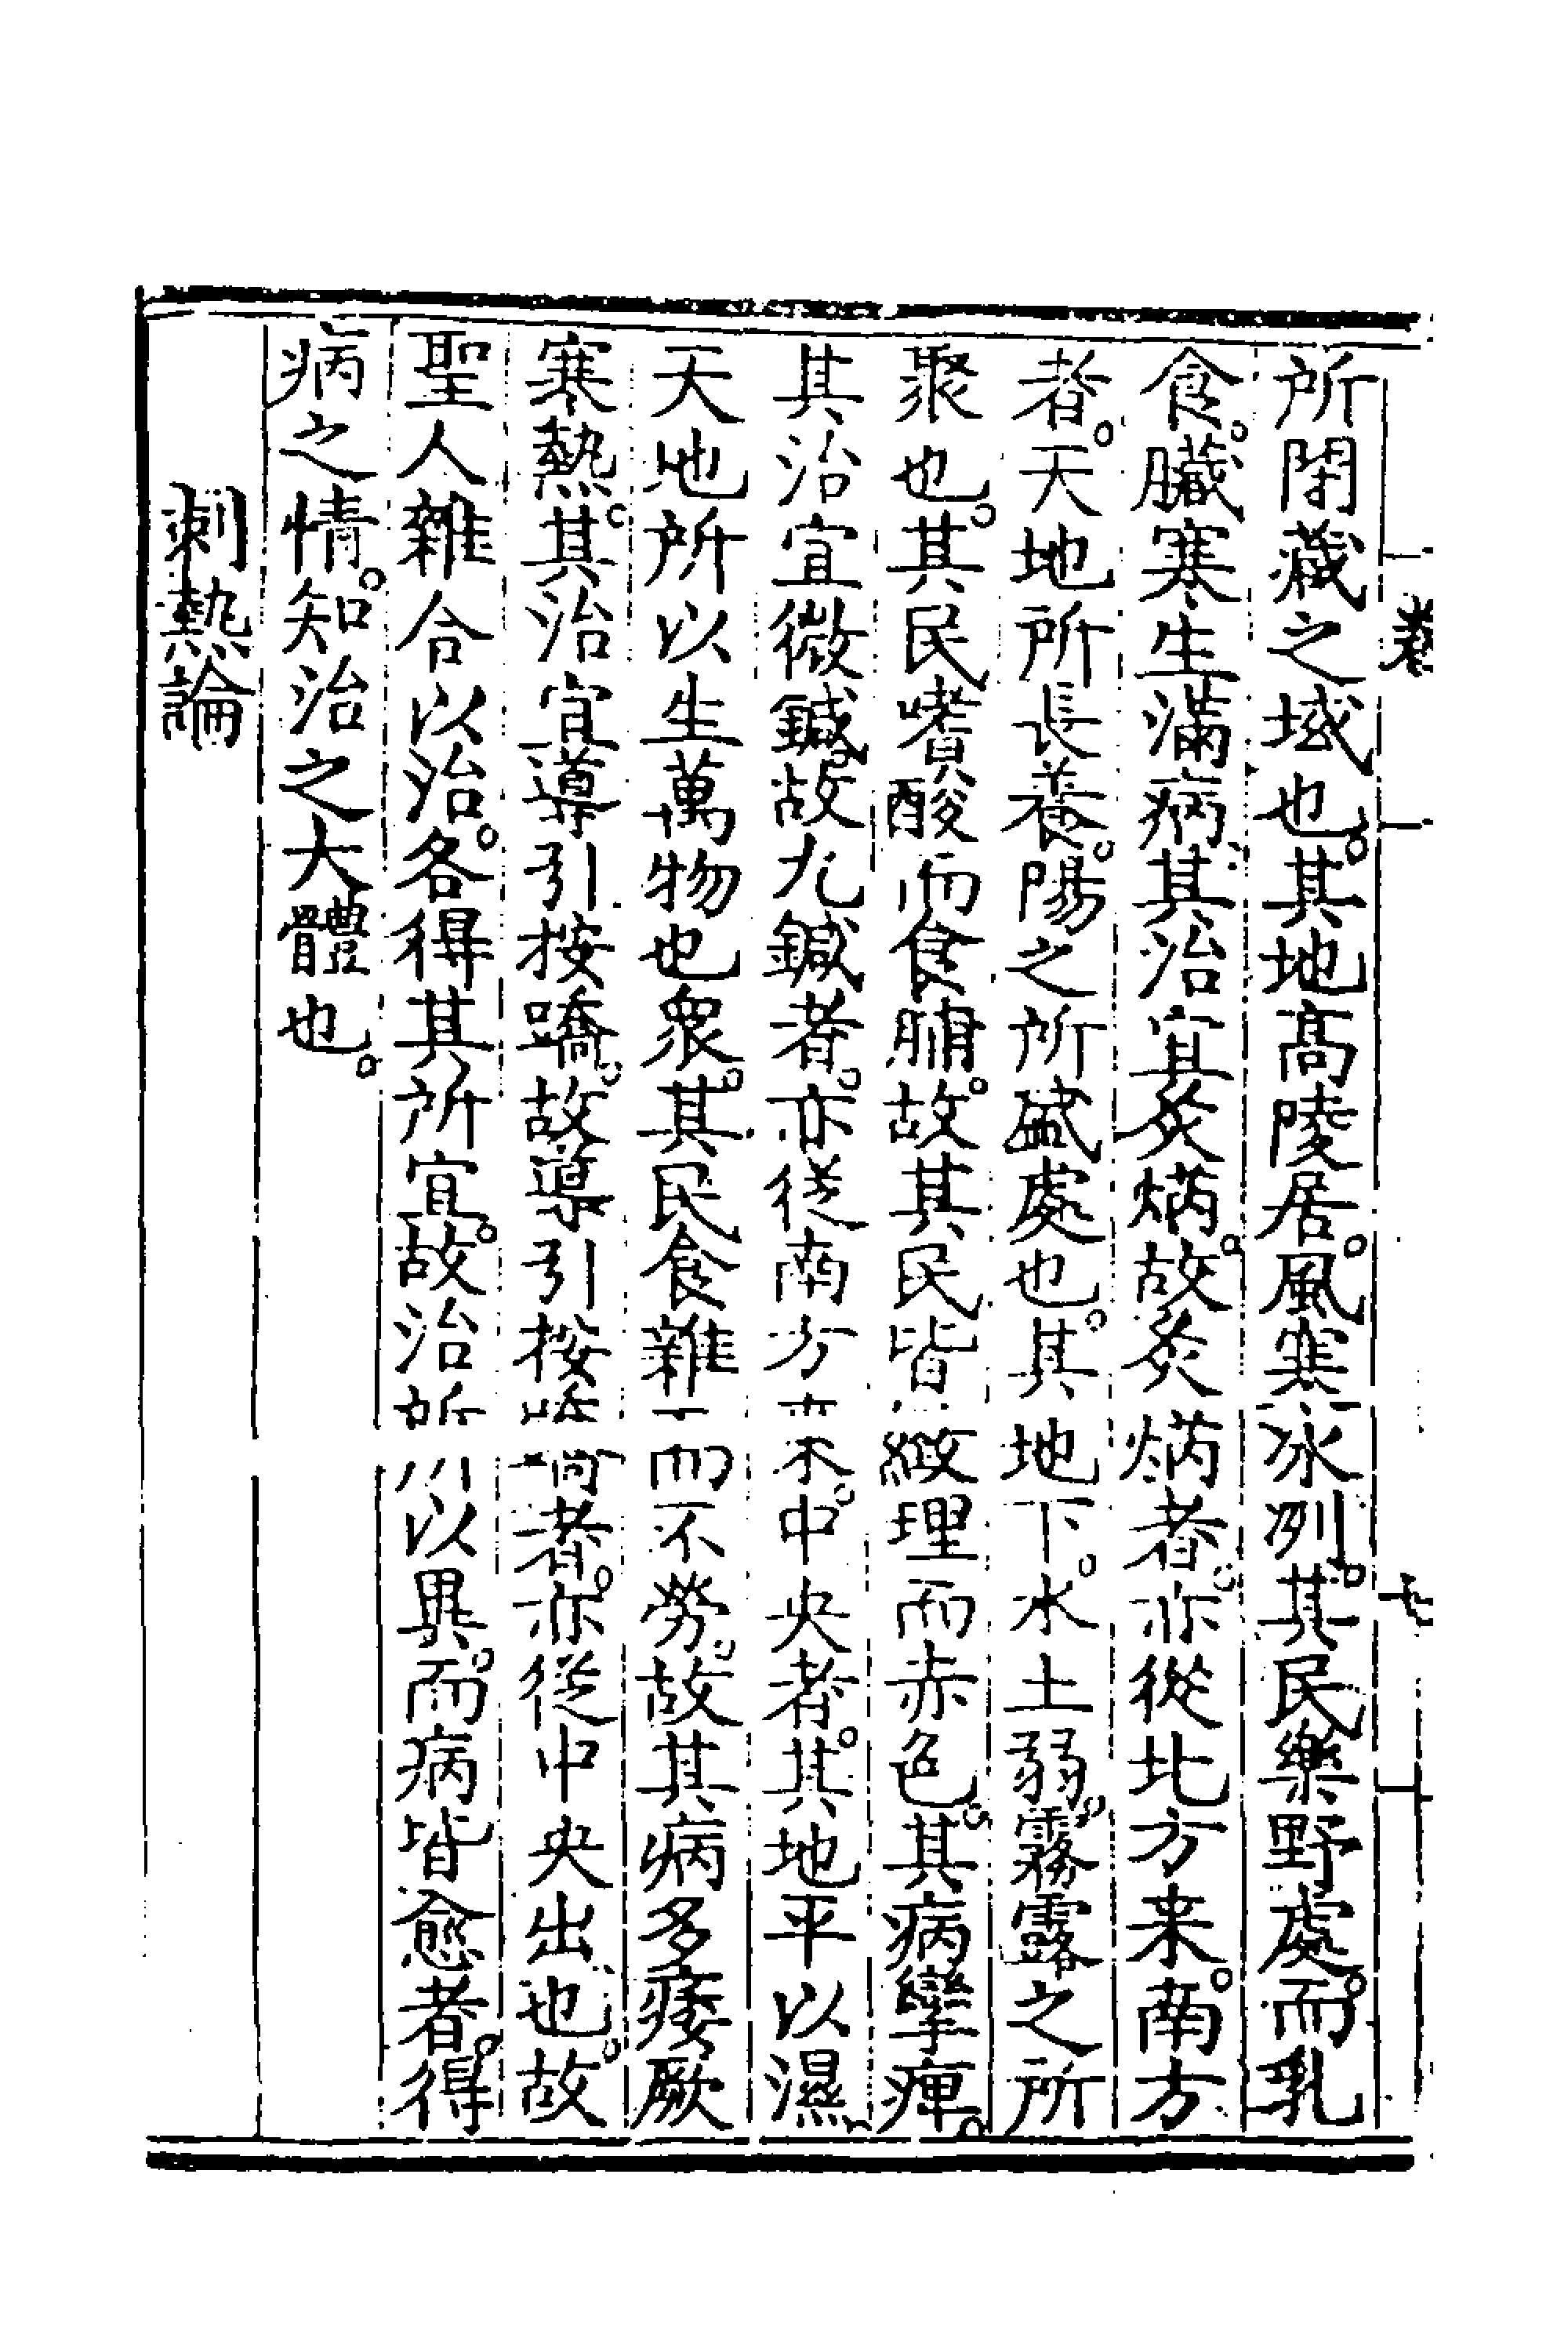 所閉藏之域也。其地高陵居。風寒冰冽。其民樂野處。而乳
食。臓寒生滿病。其治宜灸焫。故灸焫者。亦從北方来。南方
者。天地所長養。陽之所盛處也。其地下。水土弱。霧露之所
聚也。其民嗜酸而食胕。故其民皆緻理而赤色。其病攣痺。
其治宜微鍼。故九鍼者。亦從南方来。中央者。其地平以濕
天地所以生萬物也衆。其民食雜而不勞。故其病多痿厥
寒熱。其治宜導引按蹻。故導引按蹻者。亦從中央出也。故
聖人雜合以治。各得其所宜。故治所以異。而病皆愈者。得
病之情。知治之大體也。
刺熱論